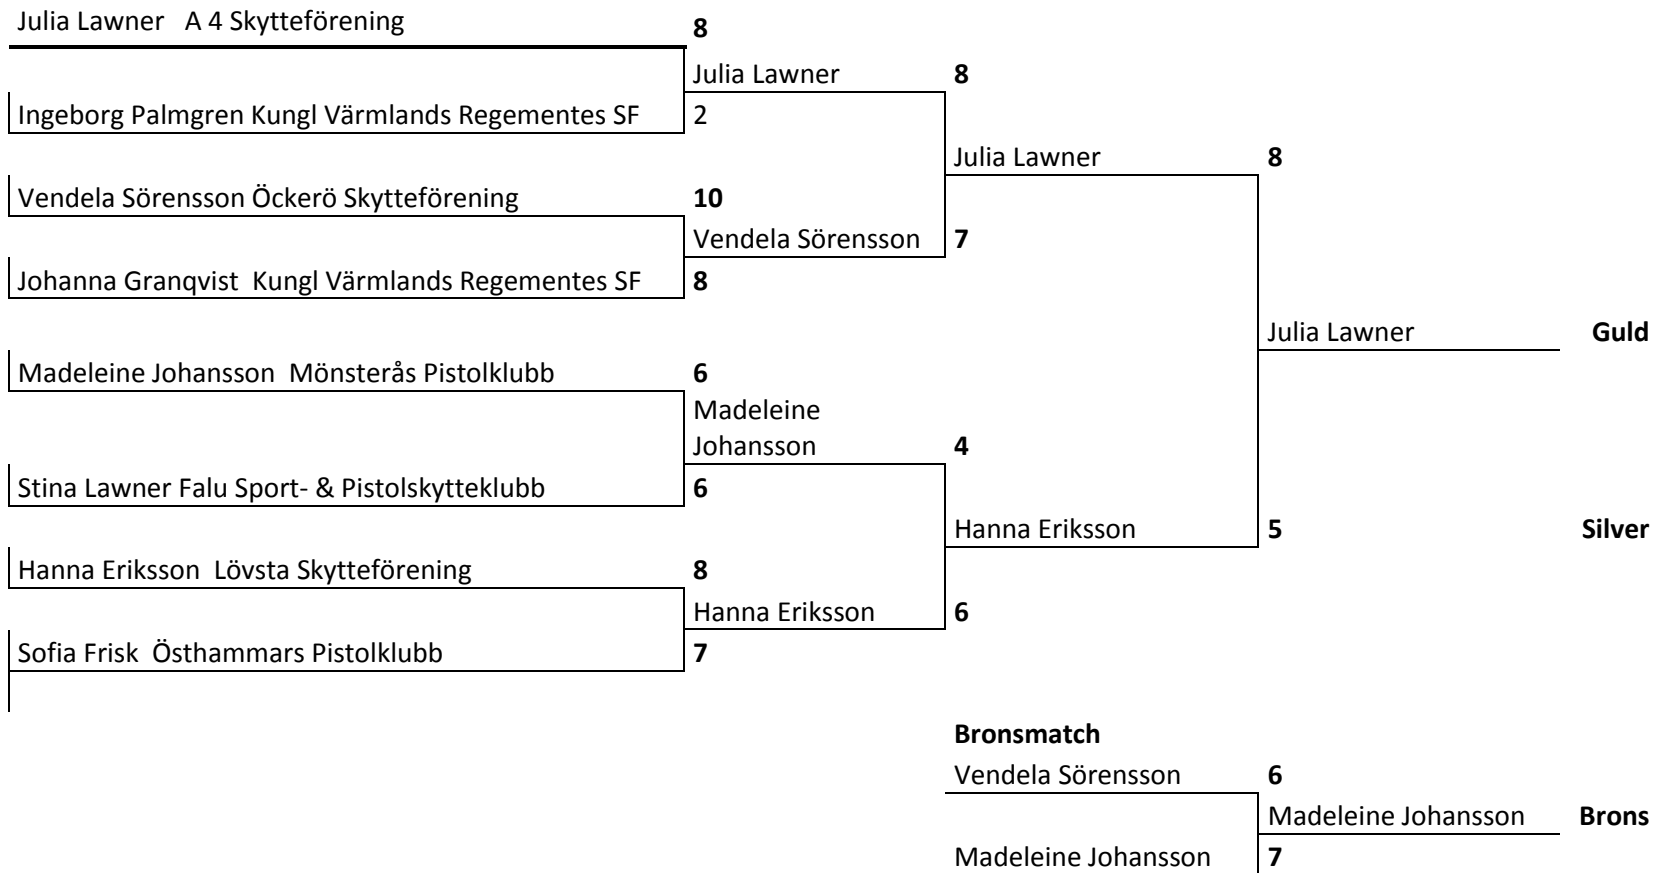 Julia Lawner A 4 Skytteförening 8
Julia Lawner 8
Ingeborg Palmgren Kungl Värmlands Regementes SF 2
Julia Lawner 8
Vendela Sörensson Öckerö Skytteförening 10
Vendela Sörensson 7
Johanna Granqvist Kungl Värmlands Regementes SF 8
Julia Lawner Guld
Madeleine Johansson Mönsterås Pistolklubb 6
Madeleine
Johansson 4
Stina Lawner Falu Sport- & Pistolskytteklubb 6
Hanna Eriksson 5 Silver
Hanna Eriksson Lövsta Skytteförening 8
Hanna Eriksson 6
Sofia Frisk Östhammars Pistolklubb 7
Bronsmatch
Vendela Sörensson 6
Madeleine Johansson Brons
Madeleine Johansson 7